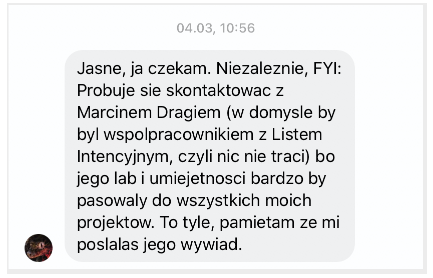 04.03, 10:56
Jasne, ja czekam. Niezaleznie, FYI:
Probuje sie skontaktowac z
Marcinem Dragiem (w domysle by
byl wspolpracownikiem z Listem
Intencyjnym, czyli nic nie traci) bo
jego lab i umiejetnosci bardzo by
pasowaly do wszystkich moich
projektow. To tyle, pamietam ze mi
poslalas jego wywiad.